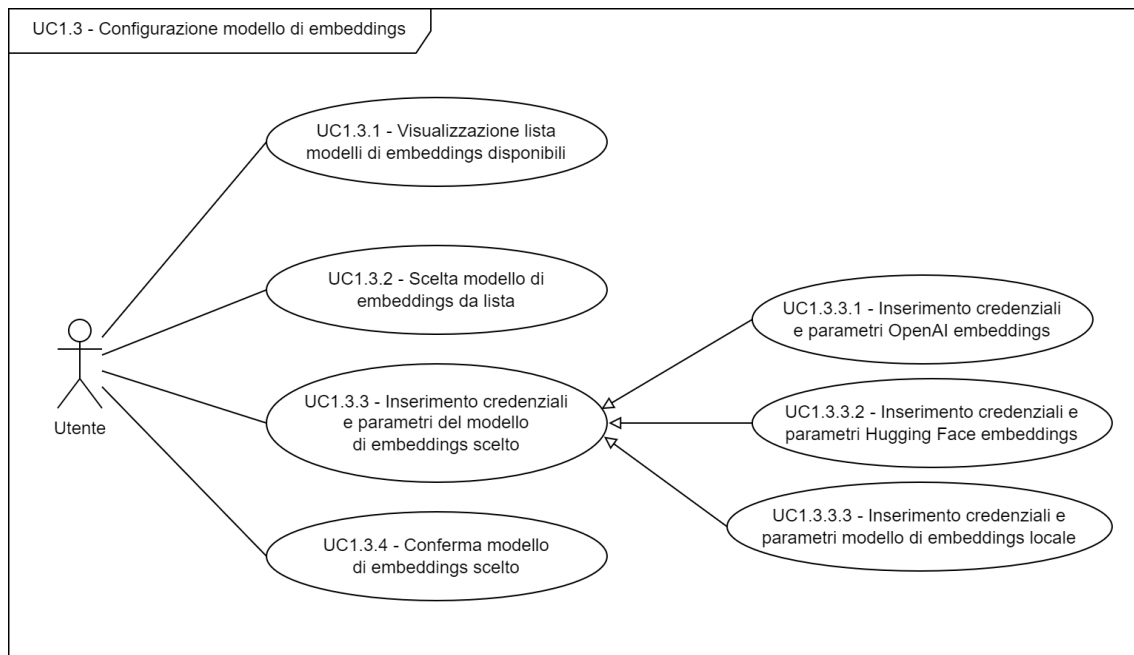 UC1.3 - Configurazione modello di embeddings
UC1.3.1 - Visualizzazione lista
modelli di embeddings disponibili
UC1.3.2 - Scelta modello di
embeddings da lista
UC1.3.3 - Inserimento credenziali
e parametri del modello
di embeddings scelto
UC1.3.4 - Conferma modello
di embeddings scelto
Utente
UC1.3.3.1 - Inserimento credenziali
e parametri OpenAI embeddings
UC1.3.3.2 - Inserimento credenziali e
parametri Hugging Face embeddings
UC1.3.3.3 - Inserimento credenziali e
parametri modello di embeddings locale